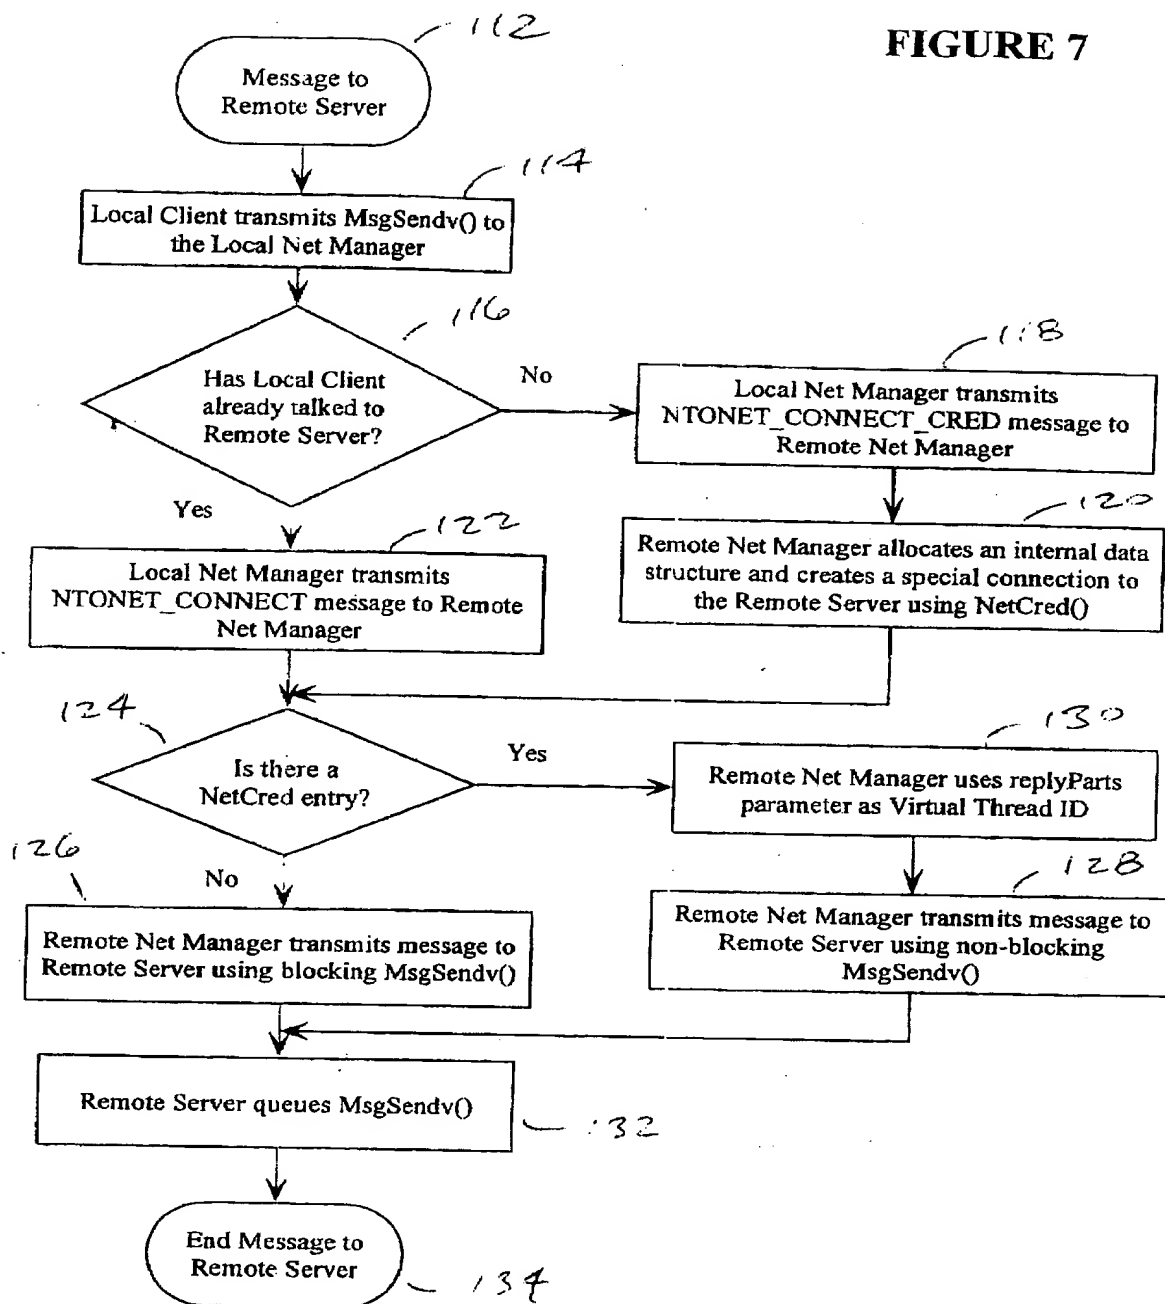 FIGURE 7
112
Message to
Remote Server
114
Local Client transmits MsgSendv() to
the Local Net Manager
116
Has Local Client
already talked to
Remote Server?
No
118
Local Net Manager transmits
NTONET_CONNECT_CRED message to
Remote Net Manager
Yes
120
Remote Net Manager allocates an internal data
structure and creates a special connection to
the Remote Server using NetCred()
122
Local Net Manager transmits
NTONET_CONNECT message to Remote
Net Manager
124
Is there a
NetCred entry?
Yes
130
Remote Net Manager uses replyParts
parameter as Virtual Thread ID
126
No
Remote Net Manager transmits message to
Remote Server using blocking MsgSendv()
128
Remote Net Manager transmits message to
Remote Server using non-blocking
MsgSendv()
Remote Server queues MsgSendv()
132
End Message to
Remote Server
134